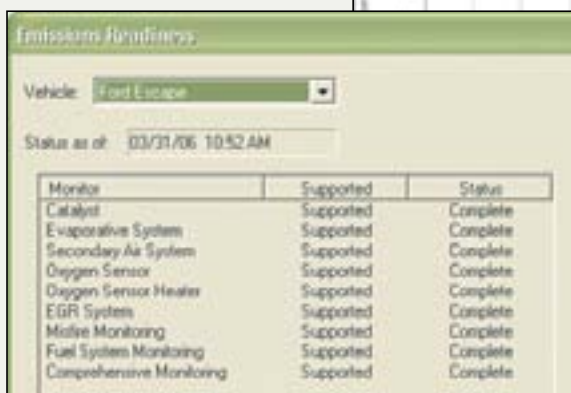 Emissions Readiness
Vehicle: Ford Escape
Status as of: 03/31/06 10:52 AM
Monitor Supported Status
Catalyst Supported Complete
Evaporative System Supported Complete
Secondary Air System Supported Complete
Oxygen Sensor Supported Complete
Oxygen Sensor Heater Supported Complete
EGR System Supported Complete
Misfire Monitoring Supported Complete
Fuel System Monitoring Supported Complete
Comprehensive Monitoring Supported Complete